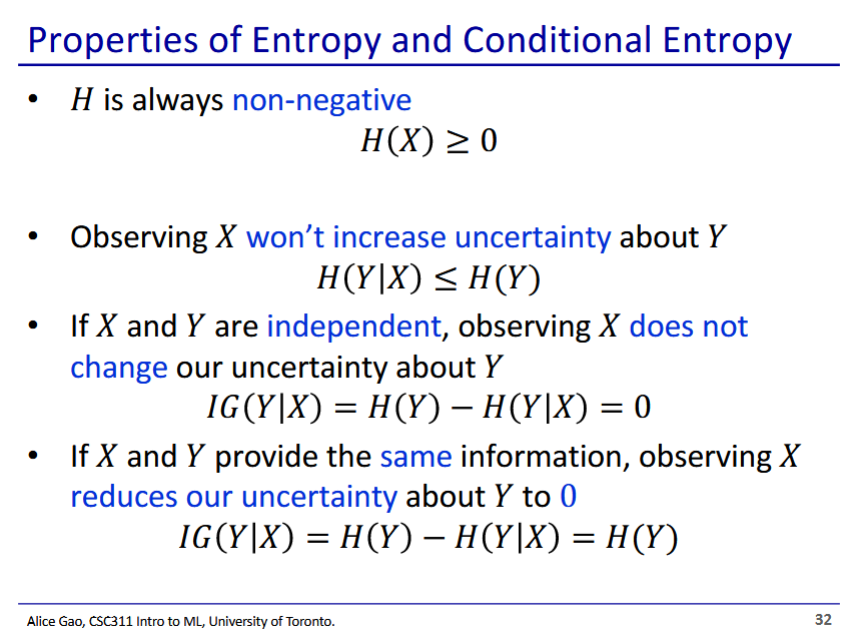 Properties of Entropy and Conditional Entropy
• H is always non-negative
H(X) ≥ 0
• Observing X won’t increase uncertainty about Y
H(Y|X) ≤ H(Y)
• If X and Y are independent, observing X does not
change our uncertainty about Y
IG(Y|X) = H(Y) − H(Y|X) = 0
• If X and Y provide the same information, observing X
reduces our uncertainty about Y to 0
IG(Y|X) = H(Y) − H(Y|X) = H(Y)
Alice Gao, CSC311 Intro to ML, University of Toronto.
32